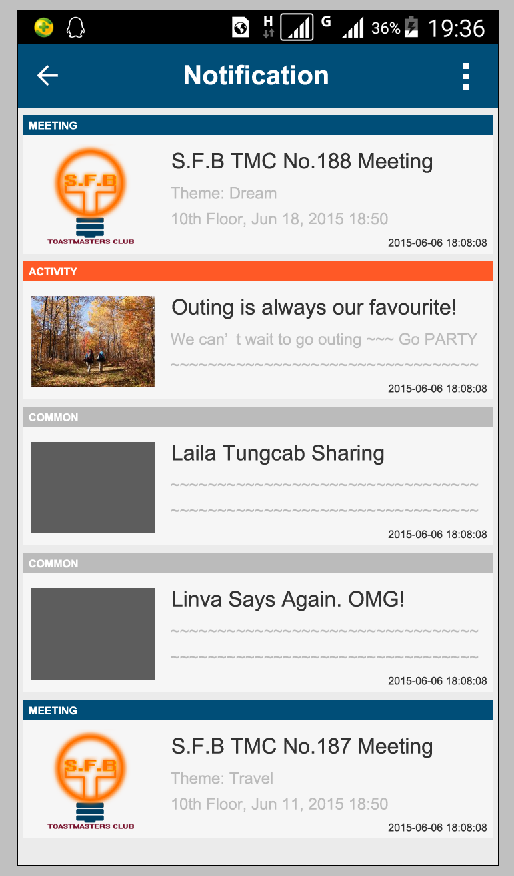 H G 36% 19:36
Notification
MEETING
S.F.B
TOASTMASTERS CLUB
S.F.B TMC No.188 Meeting
Theme: Dream
10th Floor, Jun 18, 2015 18:50
2015-06-06 18:08:08
ACTIVITY
Outing is always our favourite!
We can’t wait to go outing ~~~ Go PARTY
~~~~~~~~~~~~~~~~~~~~~~~~~~~~~~~~~
2015-06-06 18:08:08
COMMON
Laila Tungcab Sharing
~~~~~~~~~~~~~~~~~~~~~~~~~~~~~~~~~
~~~~~~~~~~~~~~~~~~~~~~~~~~~~~~~~~
2015-06-06 18:08:08
COMMON
Linva Says Again. OMG!
~~~~~~~~~~~~~~~~~~~~~~~~~~~~~~~~~
~~~~~~~~~~~~~~~~~~~~~~~~~~~~~~~~~
2015-06-06 18:08:08
MEETING
S.F.B
TOASTMASTERS CLUB
S.F.B TMC No.187 Meeting
Theme: Travel
10th Floor, Jun 11, 2015 18:50
2015-06-06 18:08:08